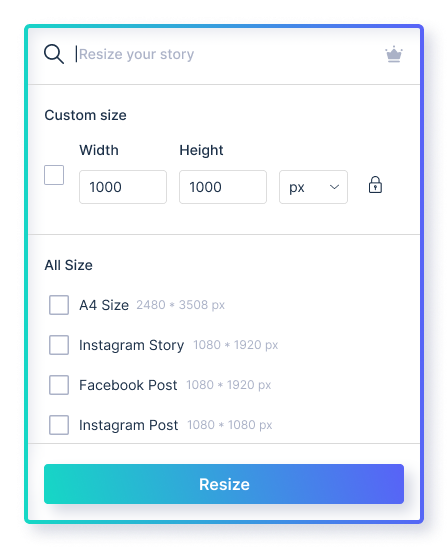 Resize your story
Custom size
Width Height
1000 1000 px
All Size
A4 Size 2480 * 3508 px
Instagram Story 1080 * 1920 px
Facebook Post 1080 * 1920 px
Instagram Post 1080 * 1080 px
Resize